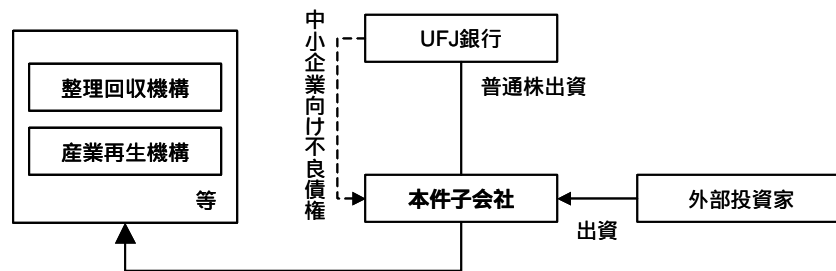 整理回収機構
産業再生機構
等
中小企業向け不良債権
UFJ銀行
普通株出資
本件子会社
外部投資家
出資